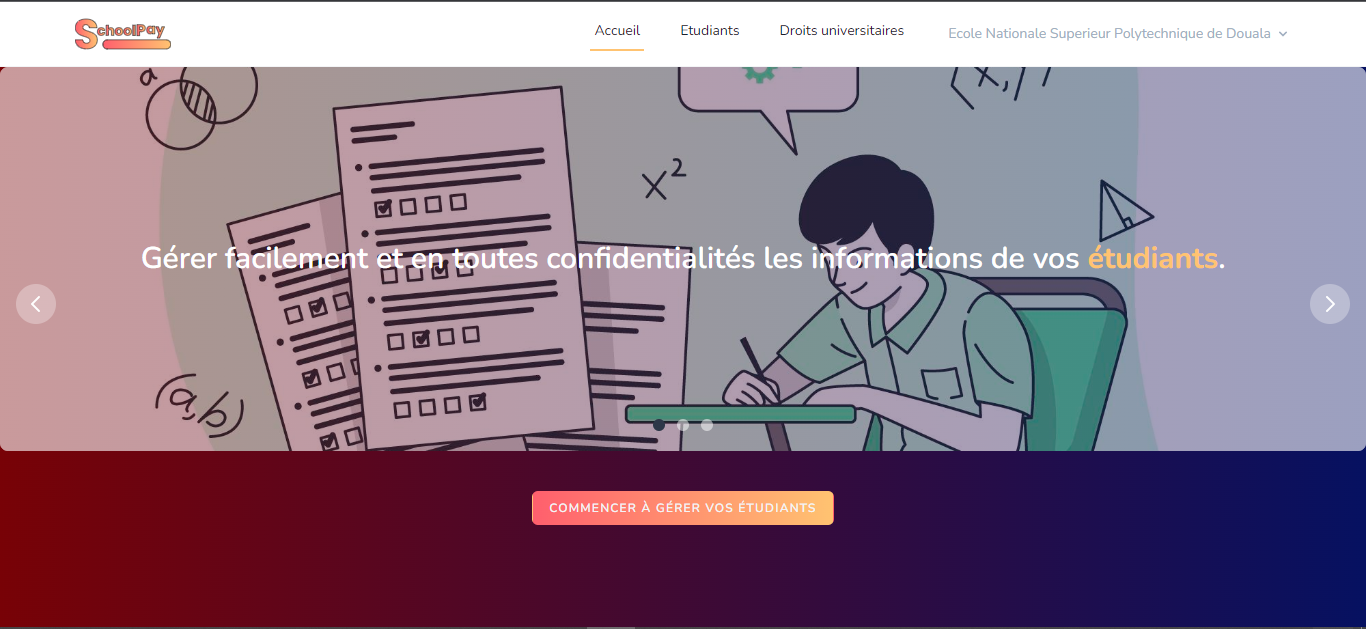 SchoolPay
Accueil
Etudiants
Droits universitaires
Ecole Nationale Superieur Polytechnique de Douala
a
x²
Gérer facilement et en toutes confidentialités les informations de vos étudiants.
(a
b)
COMMENCER À GÉRER VOS ÉTUDIANTS